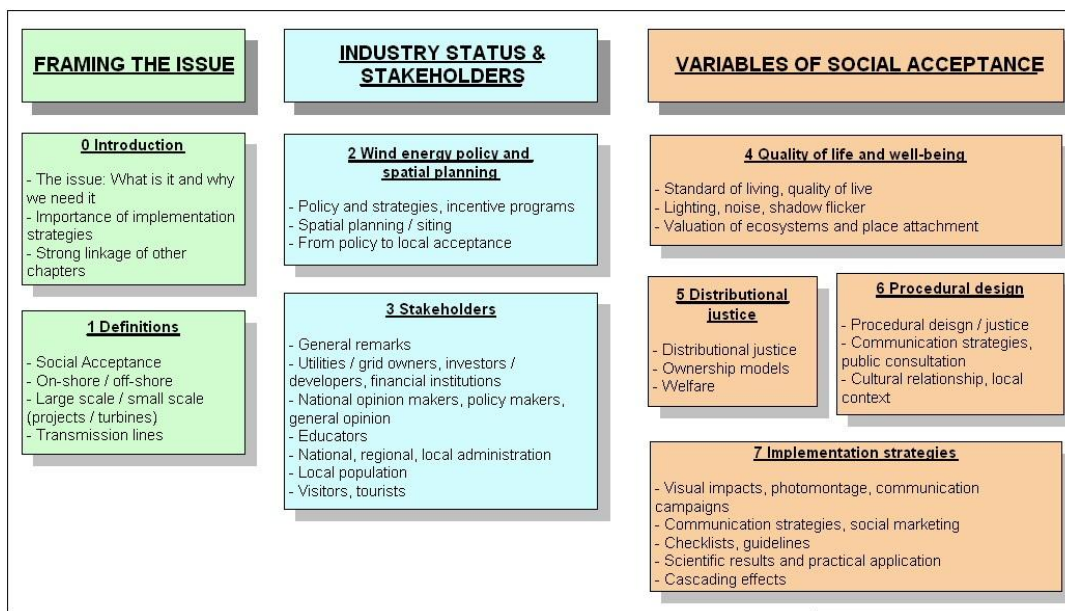 FRAMING THE ISSUE
0 Introduction
- The issue: What is it and why
we need it
- Importance of implementation
strategies
- Strong linkage of other
chapters
1 Definitions
- Social Acceptance
- On-shore / off-shore
- Large scale / small scale
(projects / turbines)
- Transmission lines
INDUSTRY STATUS &
STAKEHOLDERS
2 Wind energy policy and
spatial planning
- Policy and strategies, incentive programs
- Spatial planning / siting
- From policy to local acceptance
3 Stakeholders
- General remarks
- Utilities / grid owners, investors /
developers, financial institutions
- National opinion makers, policy makers,
general opinion
- Educators
- National, regional, local administration
- Local population
- Visitors, tourists
VARIABLES OF SOCIAL ACCEPTANCE
4 Quality of life and well-being
- Standard of living, quality of live
- Lighting, noise, shadow flicker
- Valuation of ecosystems and place attachment
5 Distributional
justice
- Distributional justice
- Ownership models
- Welfare
6 Procedural design
- Procedural deisgn / justice
- Communication strategies,
public consultation
- Cultural relationship, local
context
7 Implementation strategies
- Visual impacts, photomontage, communication
campaigns
- Communication strategies, social marketing
- Checklists, guidelines
- Scientific results and practical application
- Cascading effects